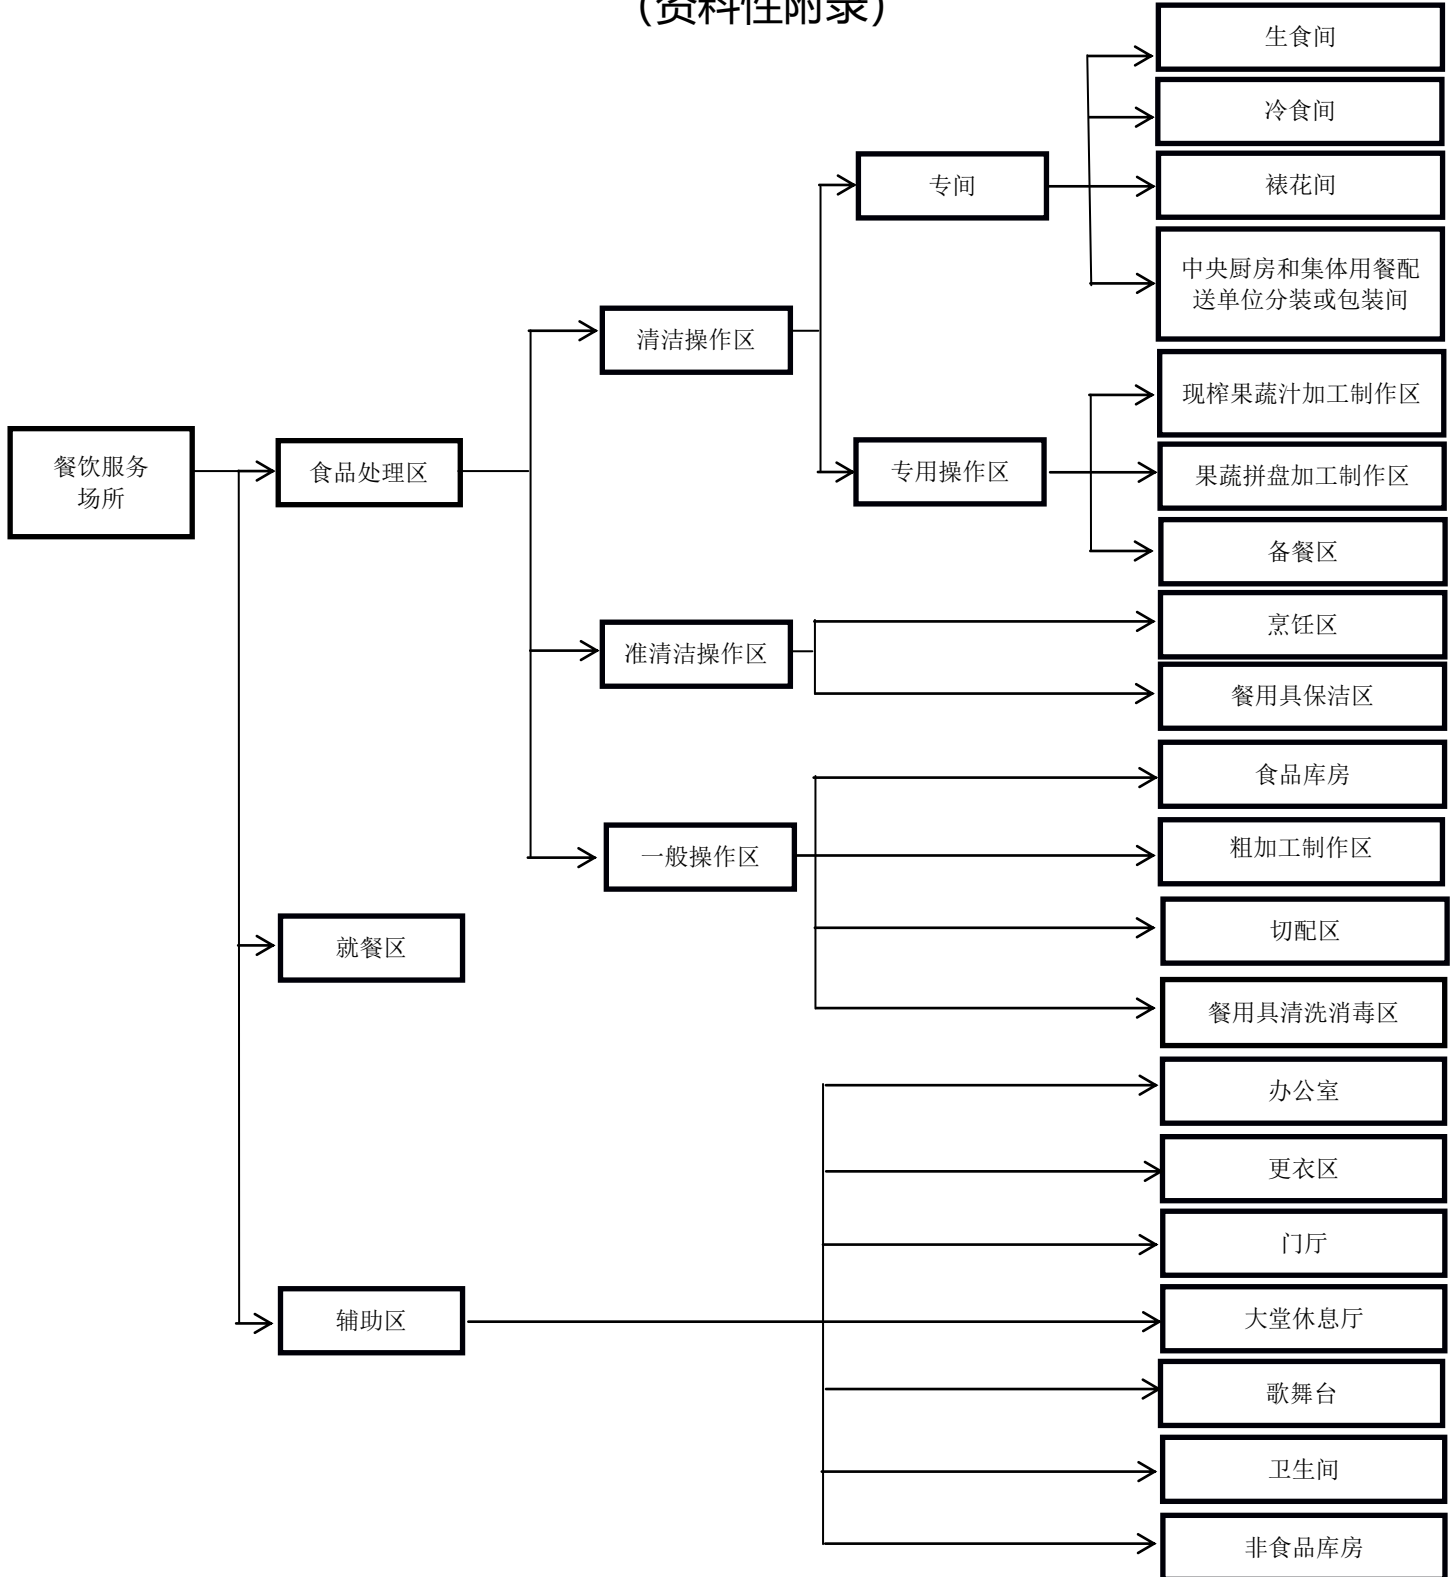 (资料性附录)
生食间
冷食间
专间
裱花间
中央厨房和集体用餐配
送单位分装或包装间
清洁操作区
现榨果蔬汁加工制作区
餐饮服务
场所
食品处理区
专用操作区
果蔬拼盘加工制作区
备餐区
烹饪区
准清洁操作区
餐用具保洁区
食品库房
一般操作区
粗加工制作区
就餐区
切配区
餐用具清洗消毒区
办公室
更衣区
门厅
辅助区
大堂休息厅
歌舞台
卫生间
非食品库房